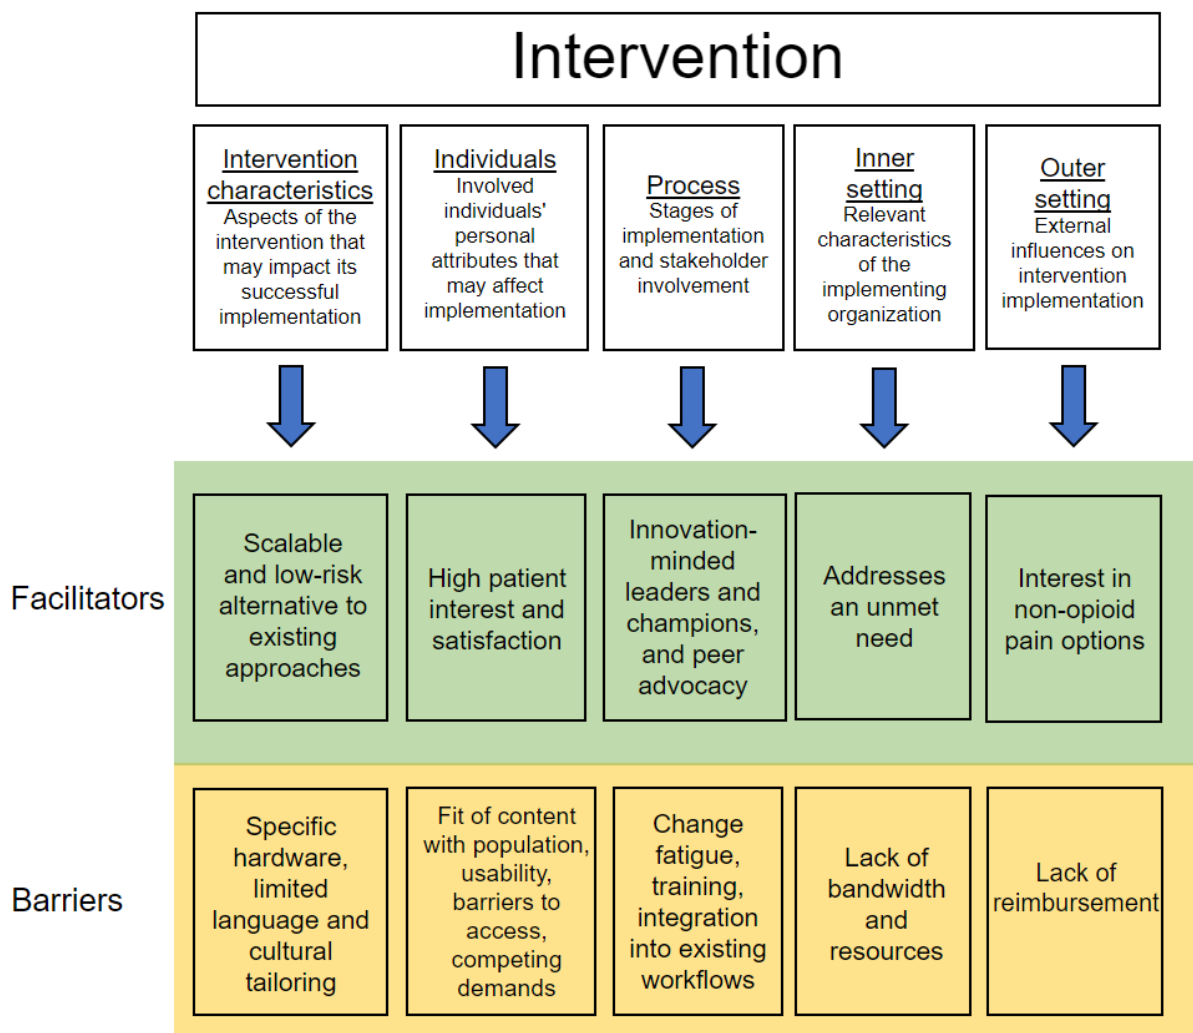 Intervention
Intervention
characteristics
Aspects of the
intervention that
may impact its
successful
implementation
Individuals
Involved
individuals'
personal
attributes that
may affect
implementation
Process
Stages of
implementation
and stakeholder
involvement
Inner
setting
Relevant
characteristics
of the
implementing
organization
Outer
setting
External
influences on
intervention
implementation
Facilitators
Scalable
and low-risk
alternative to
existing
approaches
High patient
interest and
satisfaction
Innovation-
minded
leaders and
champions,
and peer
advocacy
Addresses
an unmet
need
Interest in
non-opioid
pain options
Barriers
Specific
hardware,
limited
language and
cultural
tailoring
Fit of content
with population,
usability,
barriers to
access,
competing
demands
Change
fatigue,
training,
integration
into existing
workflows
Lack of
bandwidth
and
resources
Lack of
reimbursement